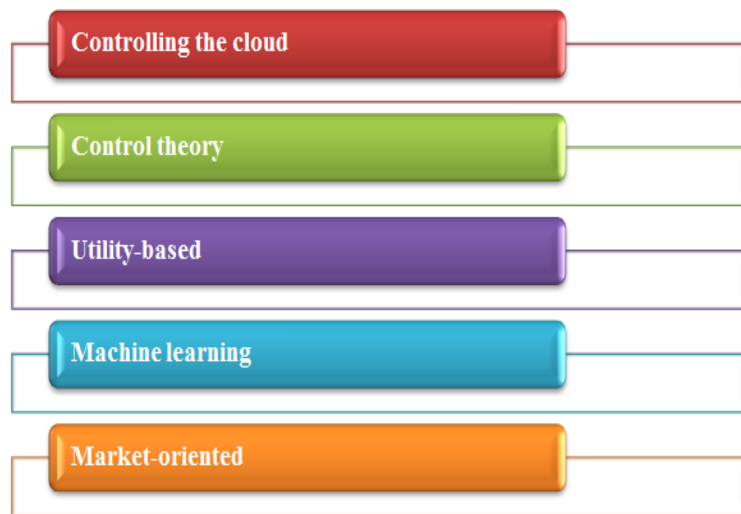 Controlling the cloud
Control theory
Utility-based
Machine learning
Market-oriented